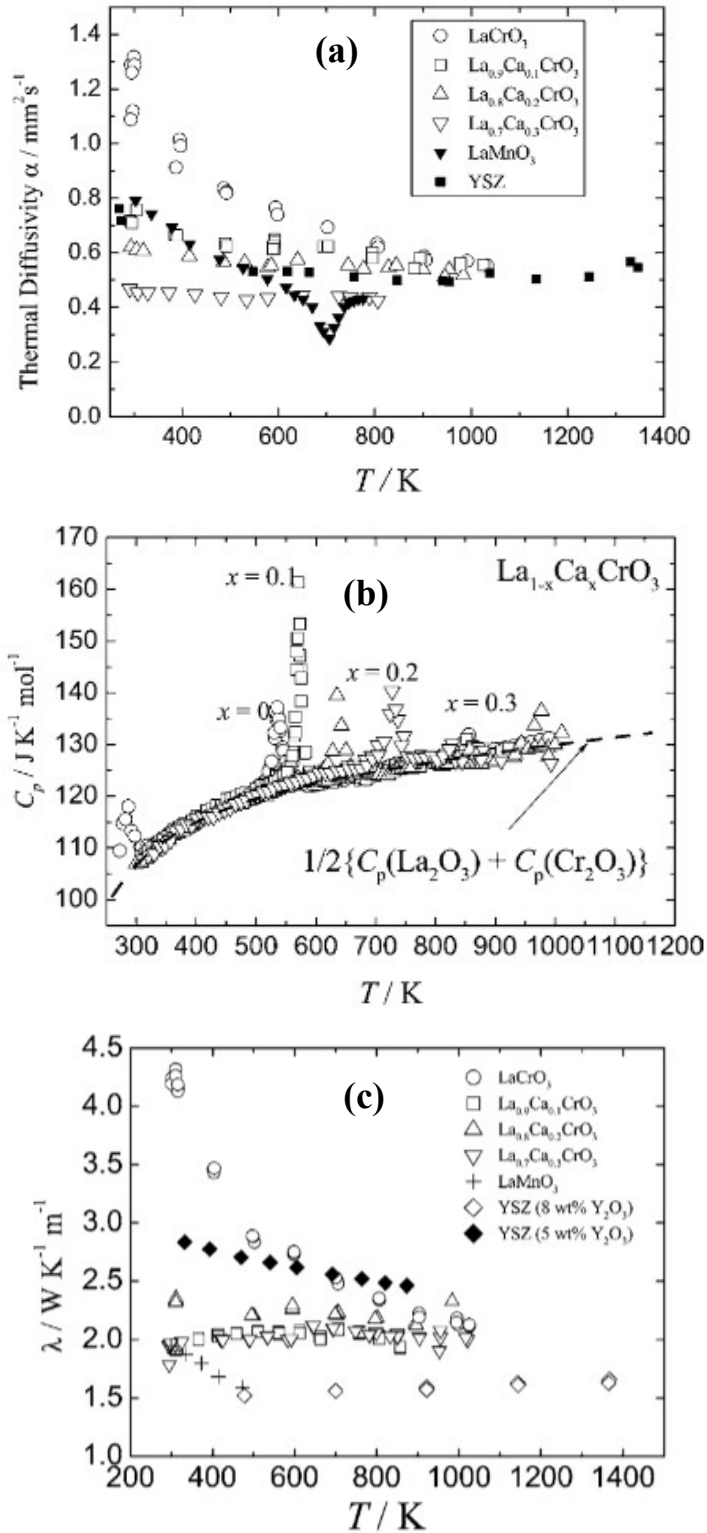 (a)
LaCrO₃
La₀.₉Ca₀.₁CrO₃
La₀.₈Ca₀.₂CrO₃
La₀.₇Ca₀.₃CrO₃
LaMnO₃
YSZ
Thermal Diffusivity α / mm²s⁻¹
1.4
1.2
1.0
0.8
0.6
0.4
0.2
0.0
400 600 800 1000 1200 1400
T / K
(b)
La₁₋ₓCaₓCrO₃
x = 0.1
x = 0.2
x = 0
x = 0.3
1/2{Cₚ(La₂O₃) + Cₚ(Cr₂O₃)}
Cₚ / J K⁻¹ mol⁻¹
170
160
150
140
130
120
110
100
300 400 500 600 700 800 900 1000 1100 1200
T / K
(c)
LaCrO₃
La₀.₉Ca₀.₁CrO₃
La₀.₈Ca₀.₂CrO₃
La₀.₇Ca₀.₃CrO₃
LaMnO₃
YSZ (8 wt% Y₂O₃)
YSZ (5 wt% Y₂O₃)
λ / W K⁻¹ m⁻¹
4.5
4.0
3.5
3.0
2.5
2.0
1.5
1.0
200 400 600 800 1000 1200 1400
T / K